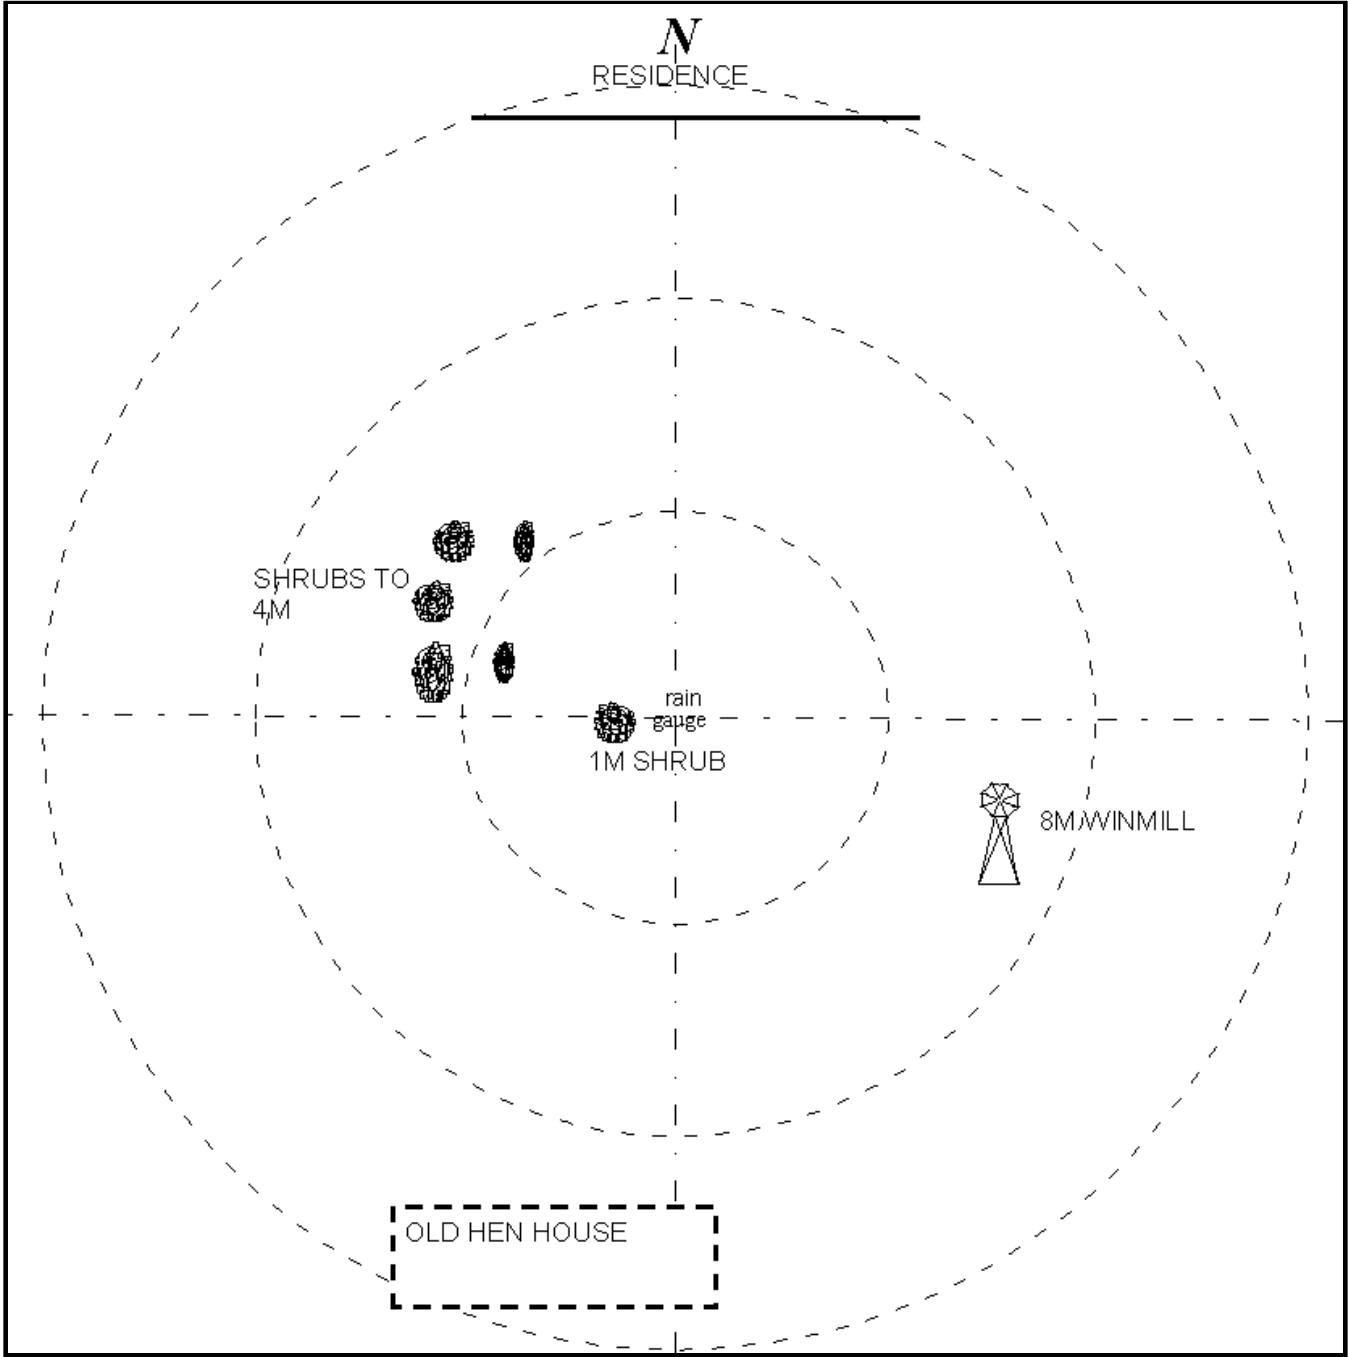 N
RESIDENCE
SHRUBS TO
4M
rain
gauge
1M SHRUB
8M WINMILL
OLD HEN HOUSE